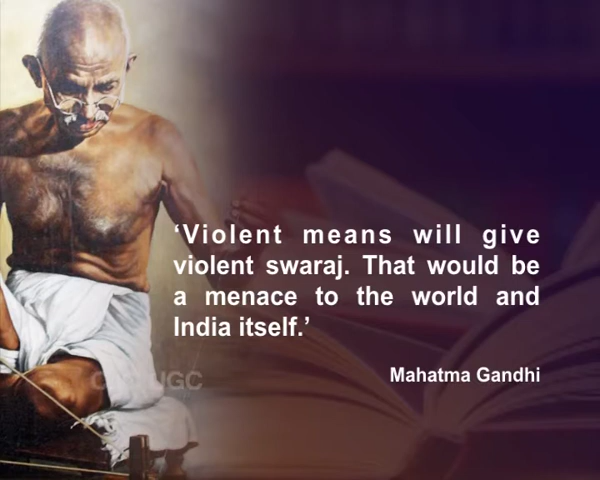 ‘Violent means will give
violent swaraj. That would be
a menace to the world and
India itself.’
Mahatma Gandhi